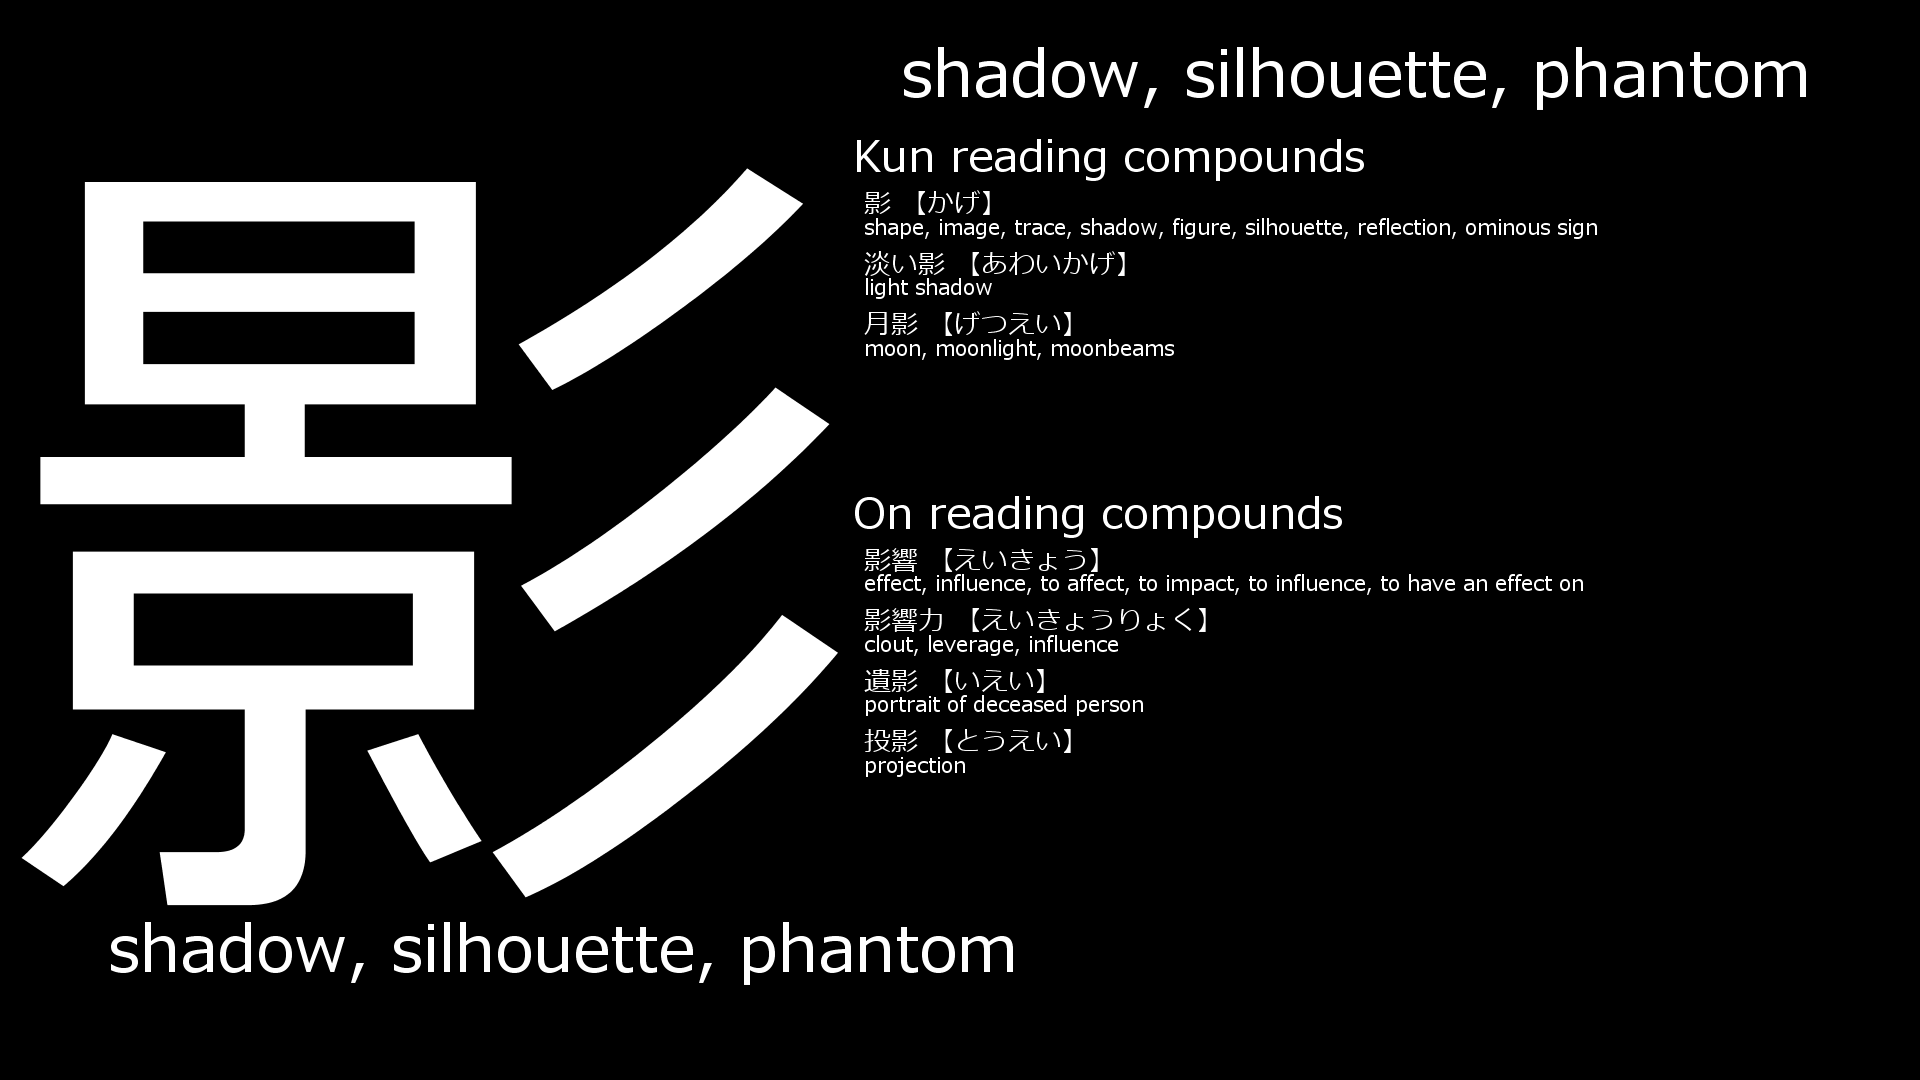 shadow, silhouette, phantom
影
Kun reading compounds
影 【かげ】
shape, image, trace, shadow, figure, silhouette, reflection, ominous sign
淡い影 【あわいかげ】
light shadow
月影 【げつえい】
moon, moonlight, moonbeams
On reading compounds
影響 【えいきょう】
effect, influence, to affect, to impact, to influence, to have an effect on
影響力 【えいきょうりょく】
clout, leverage, influence
遺影 【いえい】
portrait of deceased person
投影 【とうえい】
projection
shadow, silhouette, phantom